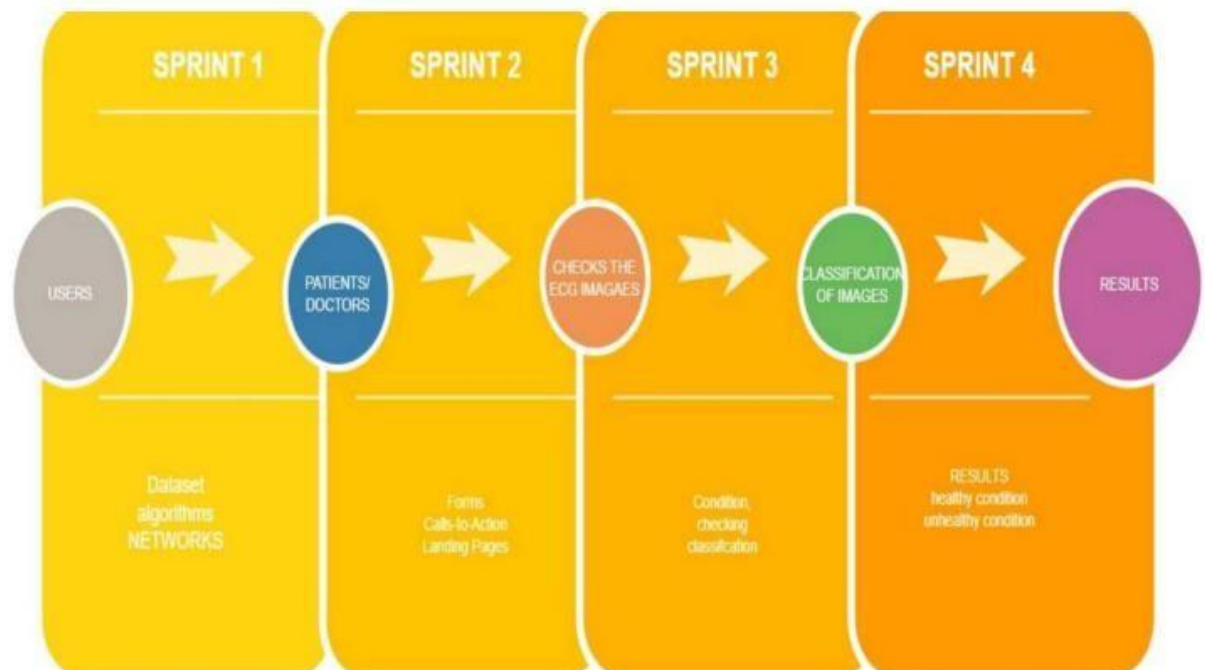 SPRINT 1
SPRINT 2
SPRINT 3
SPRINT 4
USERS
PATIENTS/
DOCTORS
CHECKS THE
ECG IMAGAES
CLASSIFICATION
OF IMAGES
RESULTS
Dataset
algorithms
NETWORKS
Forms
Calls-to-Action
Landing Pages
Condition,
checking
classifcation
RESULTS
healthy condition
unhealthy condition